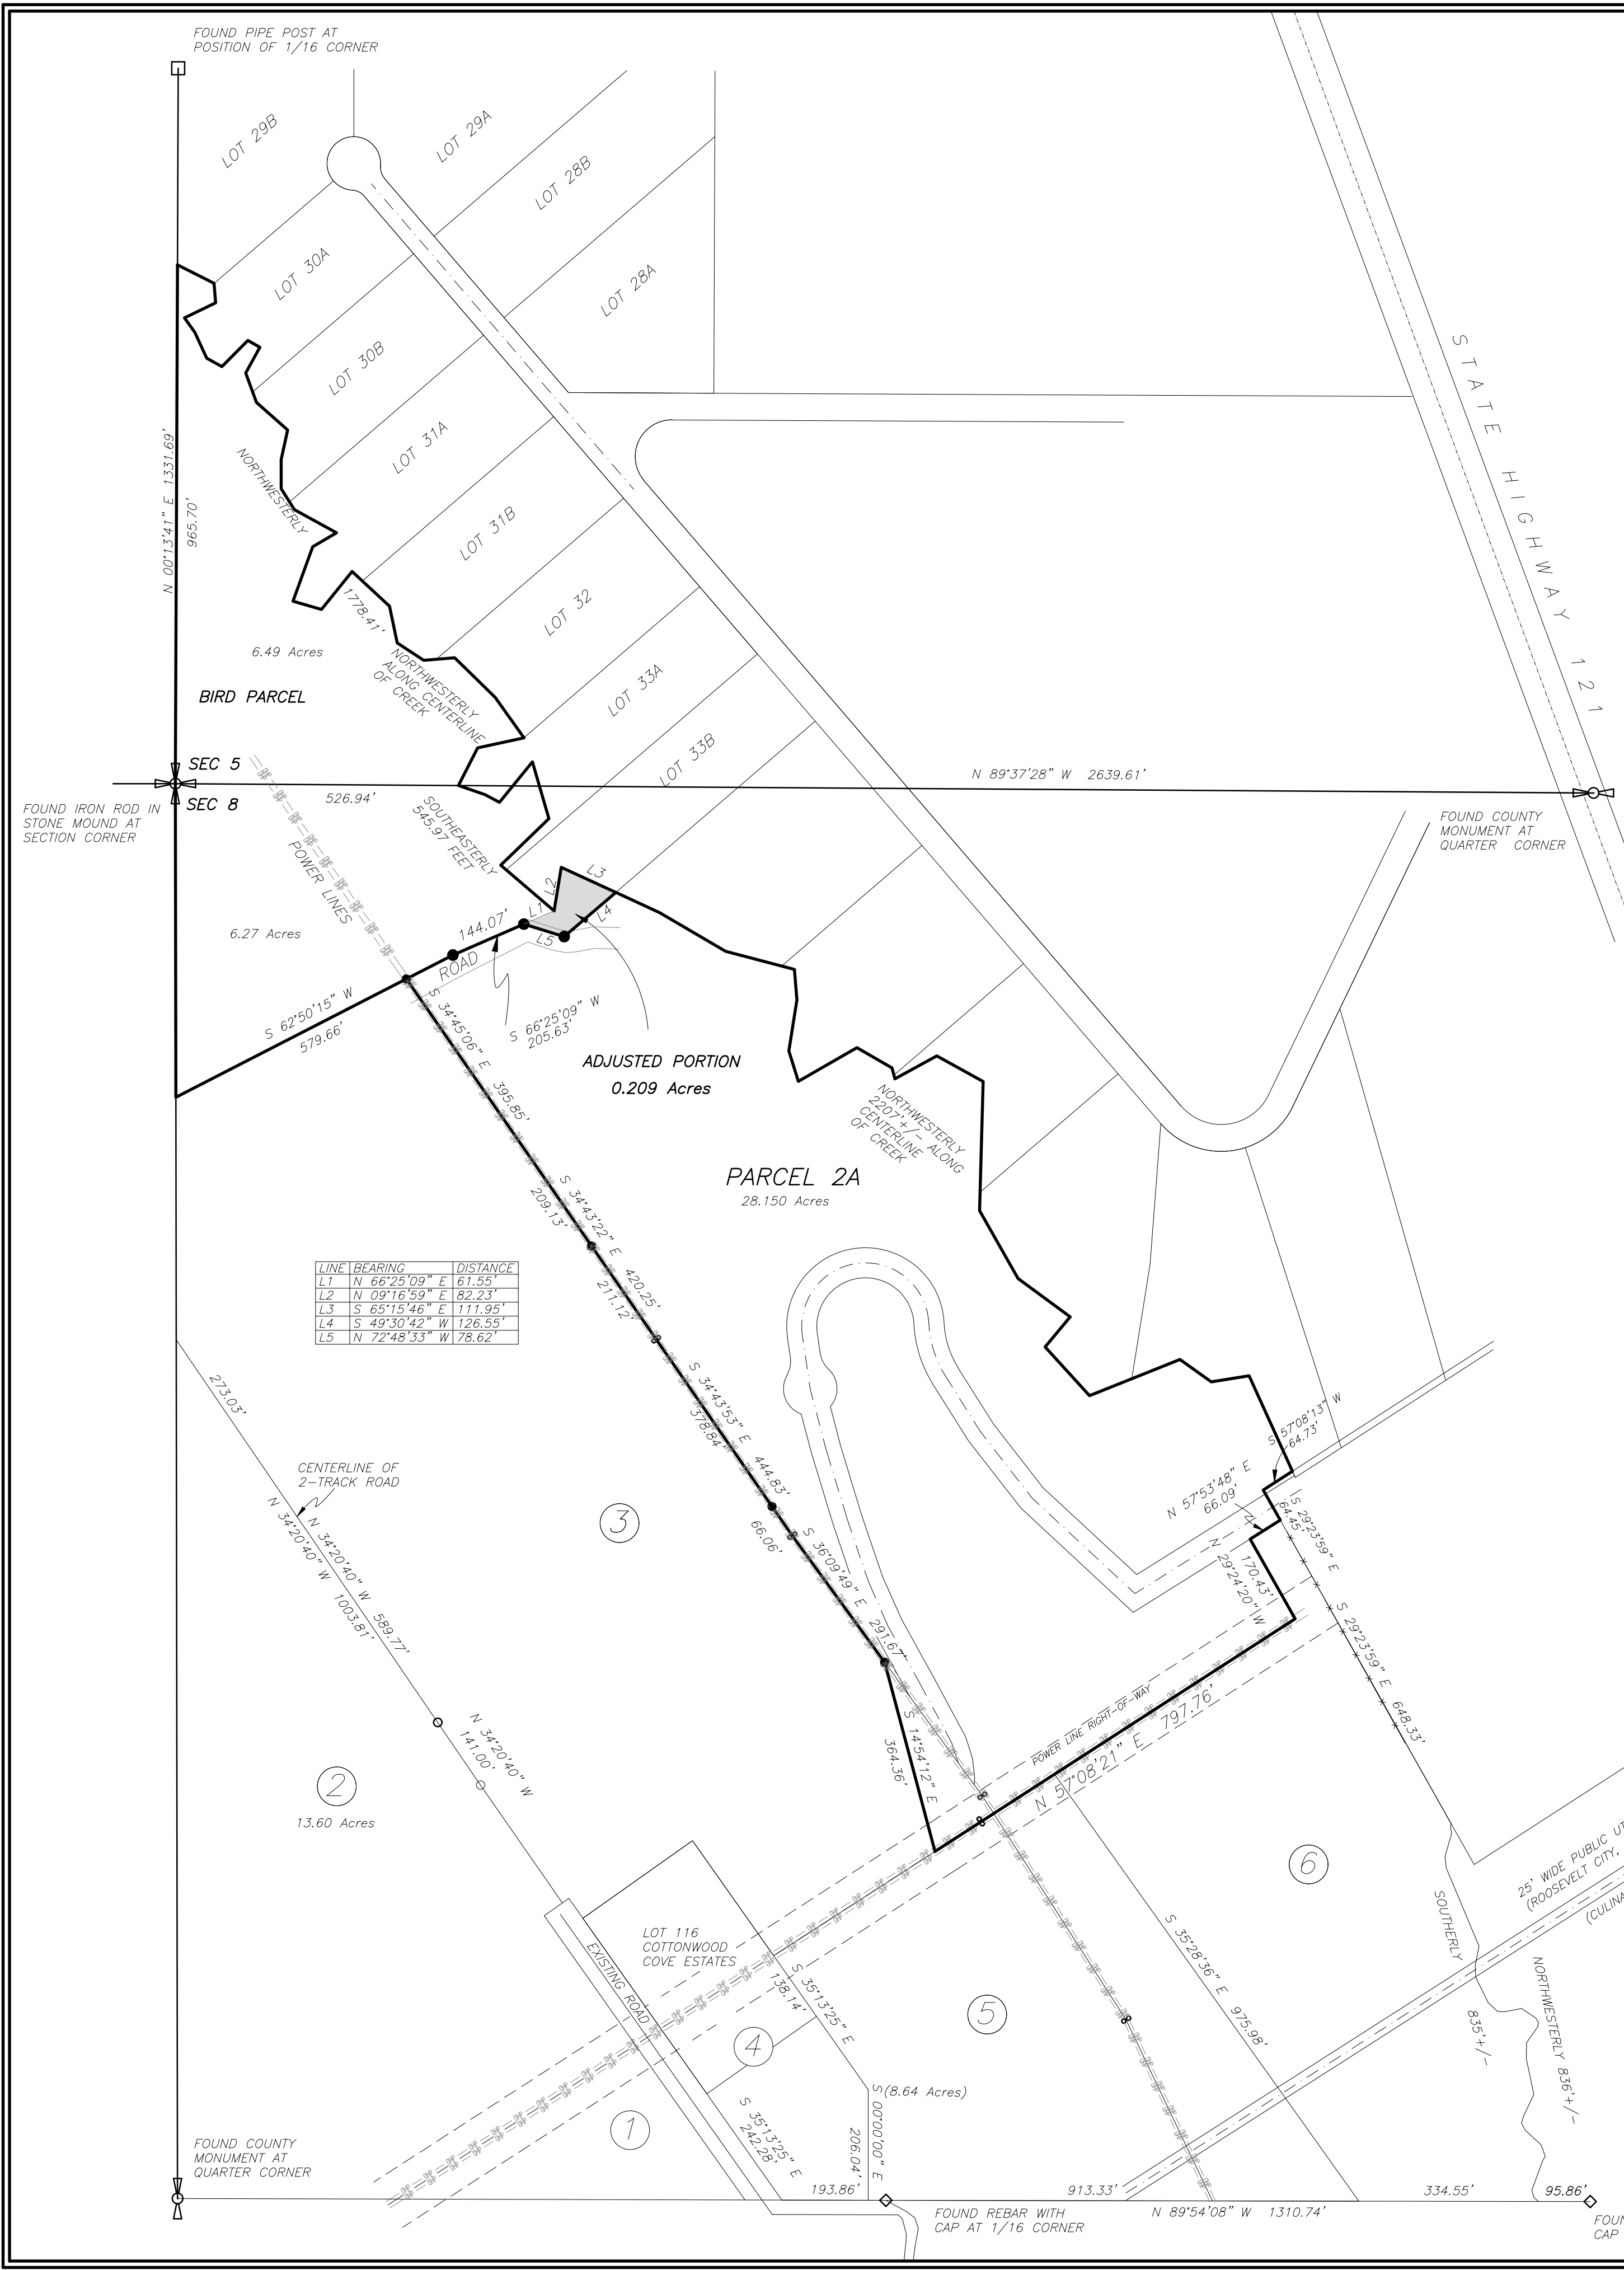 FOUND PIPE POST AT
POSITION OF 1/16 CORNER
LOT 29B
LOT 29A
LOT 28B
LOT 28A
LOT 30A
LOT 30B
LOT 31A
LOT 31B
LOT 32
LOT 33A
LOT 33B
STATE HIGHWAY 121
N 00°13'41" E 1331.69'
965.70'
NORTHWESTERLY
1778.41'
NORTHWESTERLY
ALONG CENTERLINE
OF CREEK
6.49 Acres
BIRD PARCEL
SEC 5
SEC 8
FOUND IRON ROD IN
STONE MOUND AT
SECTION CORNER
526.94'
N 89°37'28" W 2639.61'
FOUND COUNTY
MONUMENT AT
QUARTER CORNER
POWER LINES
SOUTHEASTERLY
545.97 FEET
6.27 Acres
L1
L2
L3
L4
L5
144.07'
ROAD
S 62°50'15" W
579.66'
S 66°25'09" W
205.63'
ADJUSTED PORTION
0.209 Acres
S 34°45'06" E 395.85'
NORTHWESTERLY
2207'+/- ALONG
CENTERLINE
OF CREEK
PARCEL 2A
28.150 Acres
S 34°43'22" E 420.25'
209.13'
211.12'
LINE BEARING DISTANCE
L1 N 66°25'09" E 61.55'
L2 N 09°16'59" E 82.23'
L3 S 65°15'46" E 111.95'
L4 S 49°30'42" W 126.55'
L5 N 72°48'33" W 78.62'
S 34°43'53" E 444.83'
378.84'
66.06'
273.03'
CENTERLINE OF
2-TRACK ROAD
N 34°20'40" W 589.77'
N 34°20'40" W 1003.81'
3
S 57°08'13" W
64.73'
N 57°53'48" E
66.09'
S 29°23'59" E
64.45'
170.43'
N 29°24'20" W
S 36°09'49" E 291.67'
S 29°23'59" E 648.33'
N 34°20'40" W
141.00'
S 14°54'12" E
364.36'
POWER LINE RIGHT-OF-WAY
N 57°08'21" E 797.76'
2
13.60 Acres
6
25' WIDE PUBLIC UT
(ROOSEVELT CITY,
(CULINA
LOT 116
COTTONWOOD
COVE ESTATES
EXISTING ROAD
S 35°13'25" E
138.14'
S 35°28'36" E 975.98'
SOUTHERLY
835'+/-
NORTHWESTERLY 836'+/-
5
4
(8.64 Acres)
S 00°00'00" E
206.04'
1
S 35°13'25" E
242.28'
FOUND COUNTY
MONUMENT AT
QUARTER CORNER
193.86'
913.33'
334.55'
95.86'
FOUND REBAR WITH
CAP AT 1/16 CORNER
N 89°54'08" W 1310.74'
FOUN
CAP